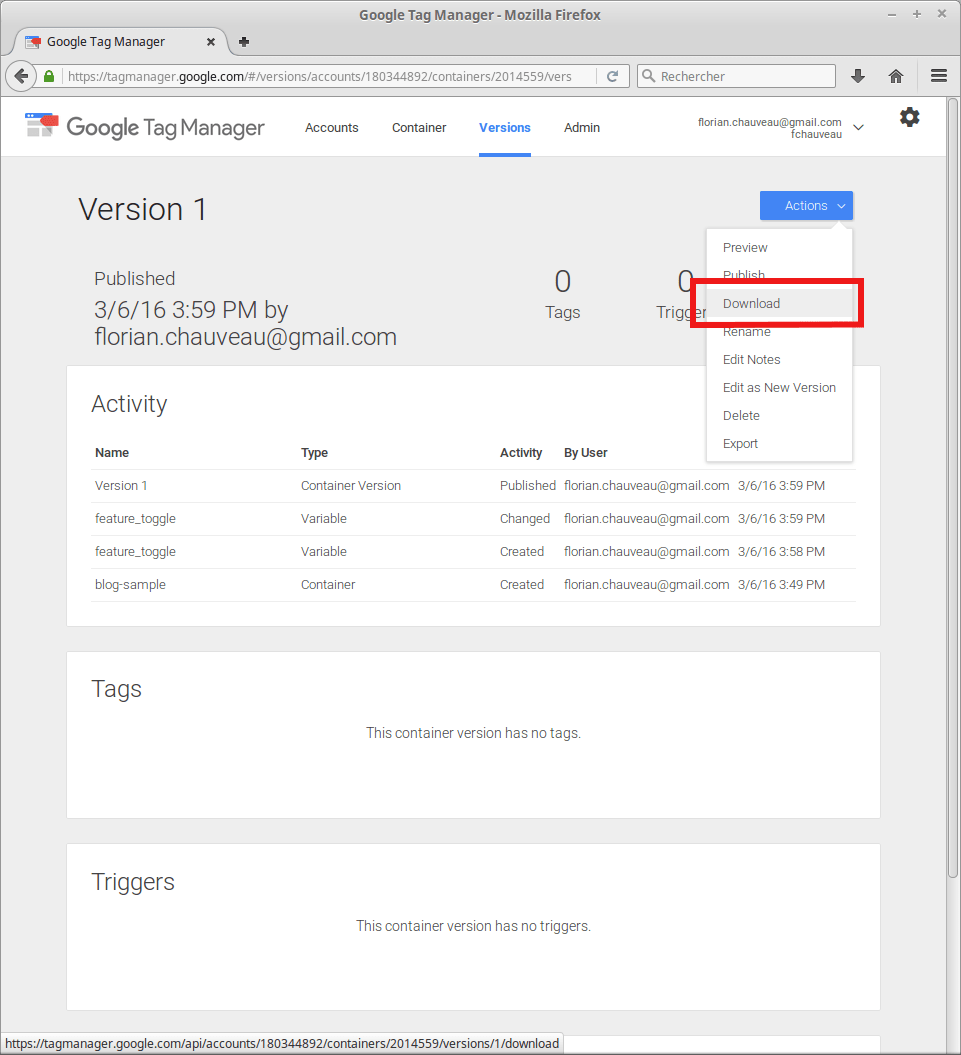 Google Tag Manager - Mozilla Firefox
Google Tag Manager
https://tagmanager.google.com/#/versions/accounts/180344892/containers/2014559/vers
Rechercher
Google Tag Manager
Accounts
Container
Versions
Admin
florian.chauveau@gmail.com
fchauveau
Version 1
Actions
Preview
Publish
Download
Rename
Edit Notes
Edit as New Version
Delete
Export
Published
3/6/16 3:59 PM by
florian.chauveau@gmail.com
0
Tags
0
Trigger
Activity
Name Type Activity By User
Version 1 Container Version Published florian.chauveau@gmail.com 3/6/16 3:59 PM
feature_toggle Variable Changed florian.chauveau@gmail.com 3/6/16 3:59 PM
feature_toggle Variable Created florian.chauveau@gmail.com 3/6/16 3:58 PM
blog-sample Container Created florian.chauveau@gmail.com 3/6/16 3:49 PM
Tags
This container version has no tags.
Triggers
This container version has no triggers.
https://tagmanager.google.com/api/accounts/180344892/containers/2014559/versions/1/download